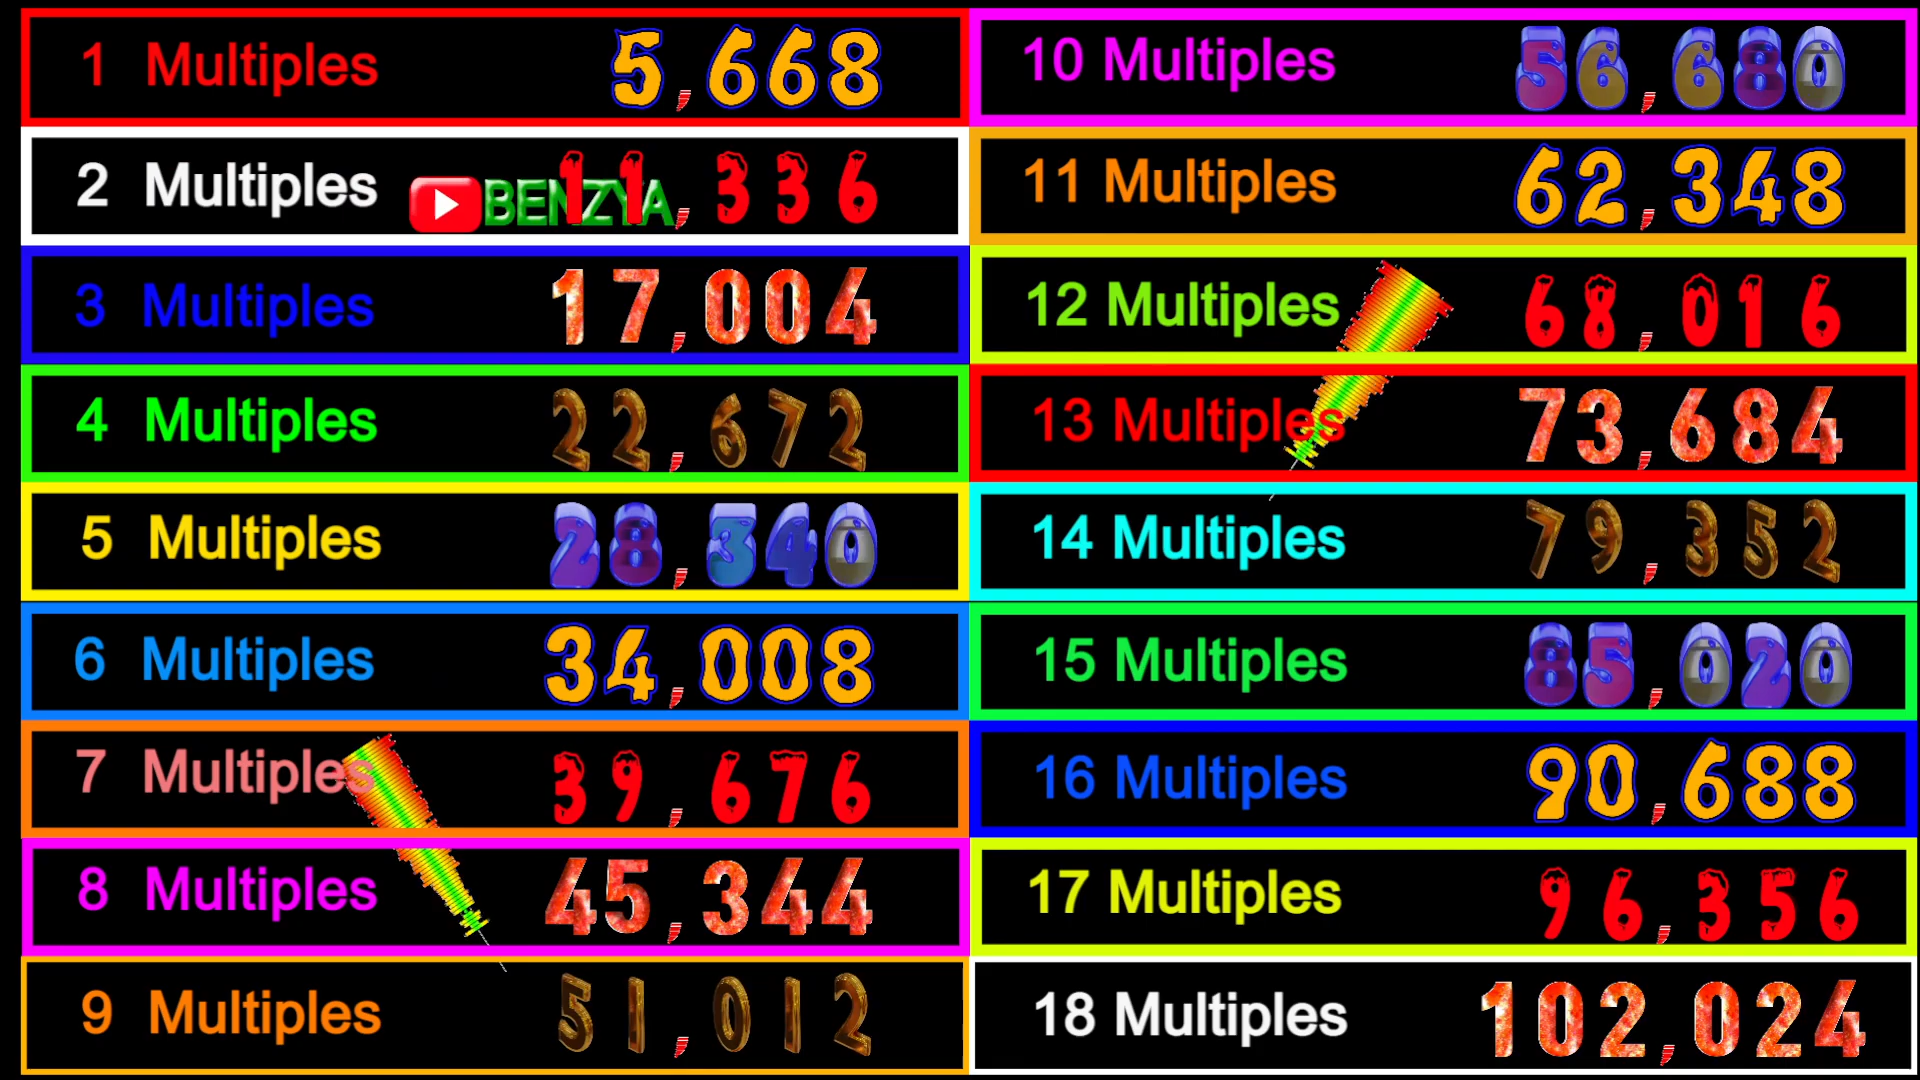 1 Multiples 5,668
2 Multiples 11,336
BENZYA
3 Multiples 17,004
4 Multiples 22,672
5 Multiples 28,340
6 Multiples 34,008
7 Multiples 39,676
8 Multiples 45,344
9 Multiples 51,012
10 Multiples 56,680
11 Multiples 62,348
12 Multiples 68,016
13 Multiples 73,684
14 Multiples 79,352
15 Multiples 85,020
16 Multiples 90,688
17 Multiples 96,356
18 Multiples 102,024